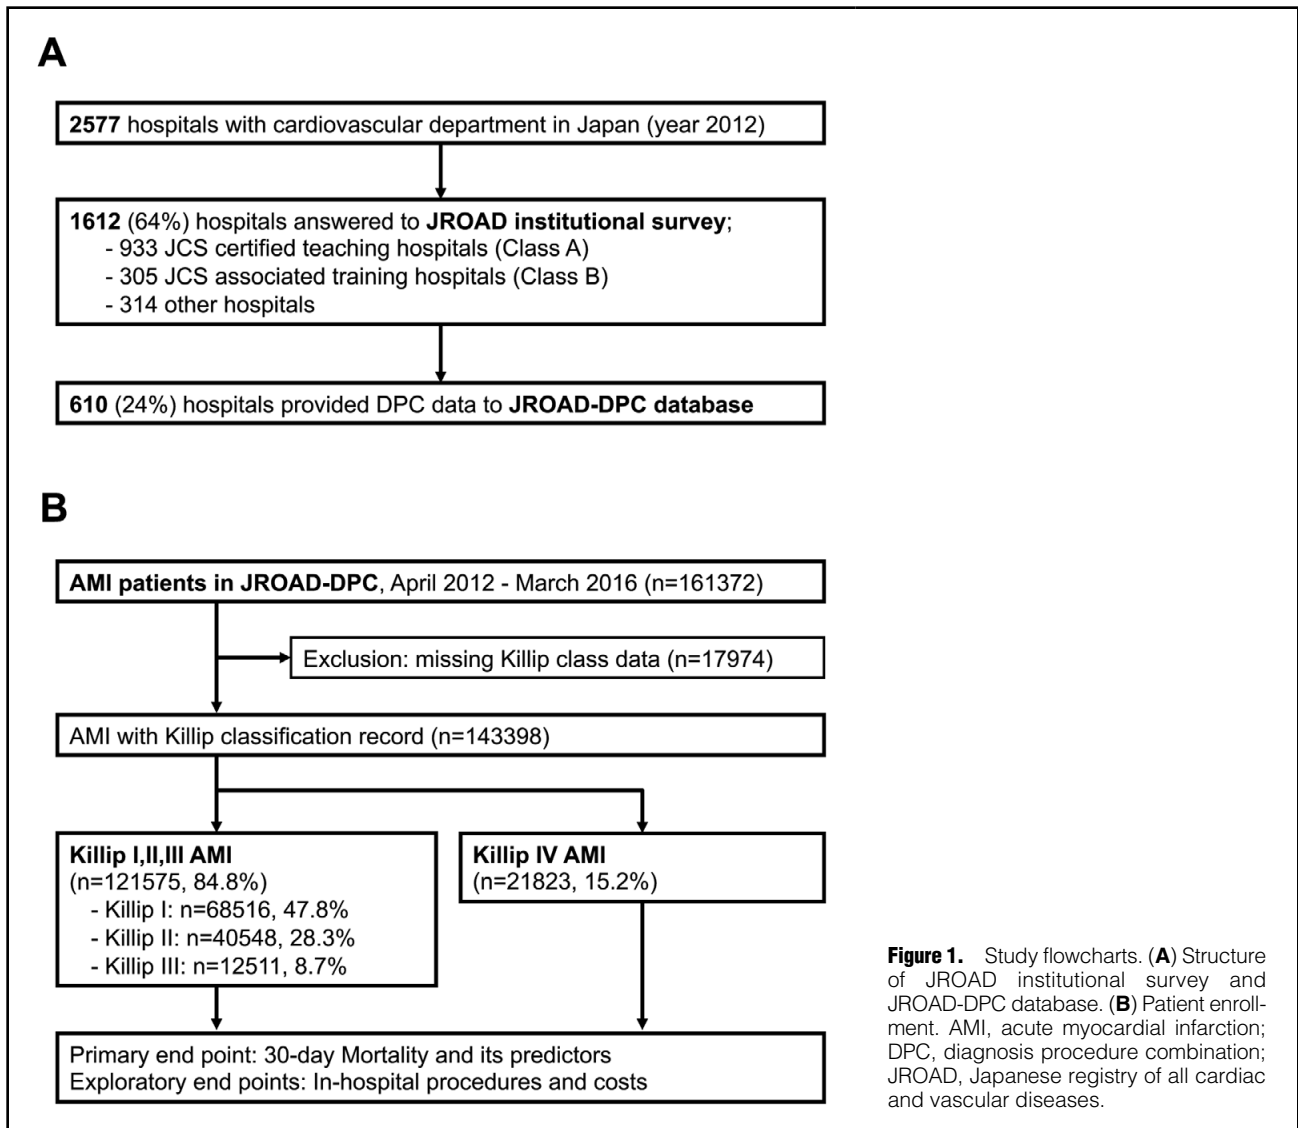 A
2577 hospitals with cardiovascular department in Japan (year 2012)
1612 (64%) hospitals answered to JROAD institutional survey;
- 933 JCS certified teaching hospitals (Class A)
- 305 JCS associated training hospitals (Class B)
- 314 other hospitals
610 (24%) hospitals provided DPC data to JROAD-DPC database
B
AMI patients in JROAD-DPC, April 2012 - March 2016 (n=161372)
Exclusion: missing Killip class data (n=17974)
AMI with Killip classification record (n=143398)
Killip I,II,III AMI
(n=121575, 84.8%)
- Killip I: n=68516, 47.8%
- Killip II: n=40548, 28.3%
- Killip III: n=12511, 8.7%
Killip IV AMI
(n=21823, 15.2%)
Primary end point: 30-day Mortality and its predictors
Exploratory end points: In-hospital procedures and costs
Figure 1. Study flowcharts. (A) Structure
of JROAD institutional survey and
JROAD-DPC database. (B) Patient enroll-
ment. AMI, acute myocardial infarction;
DPC, diagnosis procedure combination;
JROAD, Japanese registry of all cardiac
and vascular diseases.